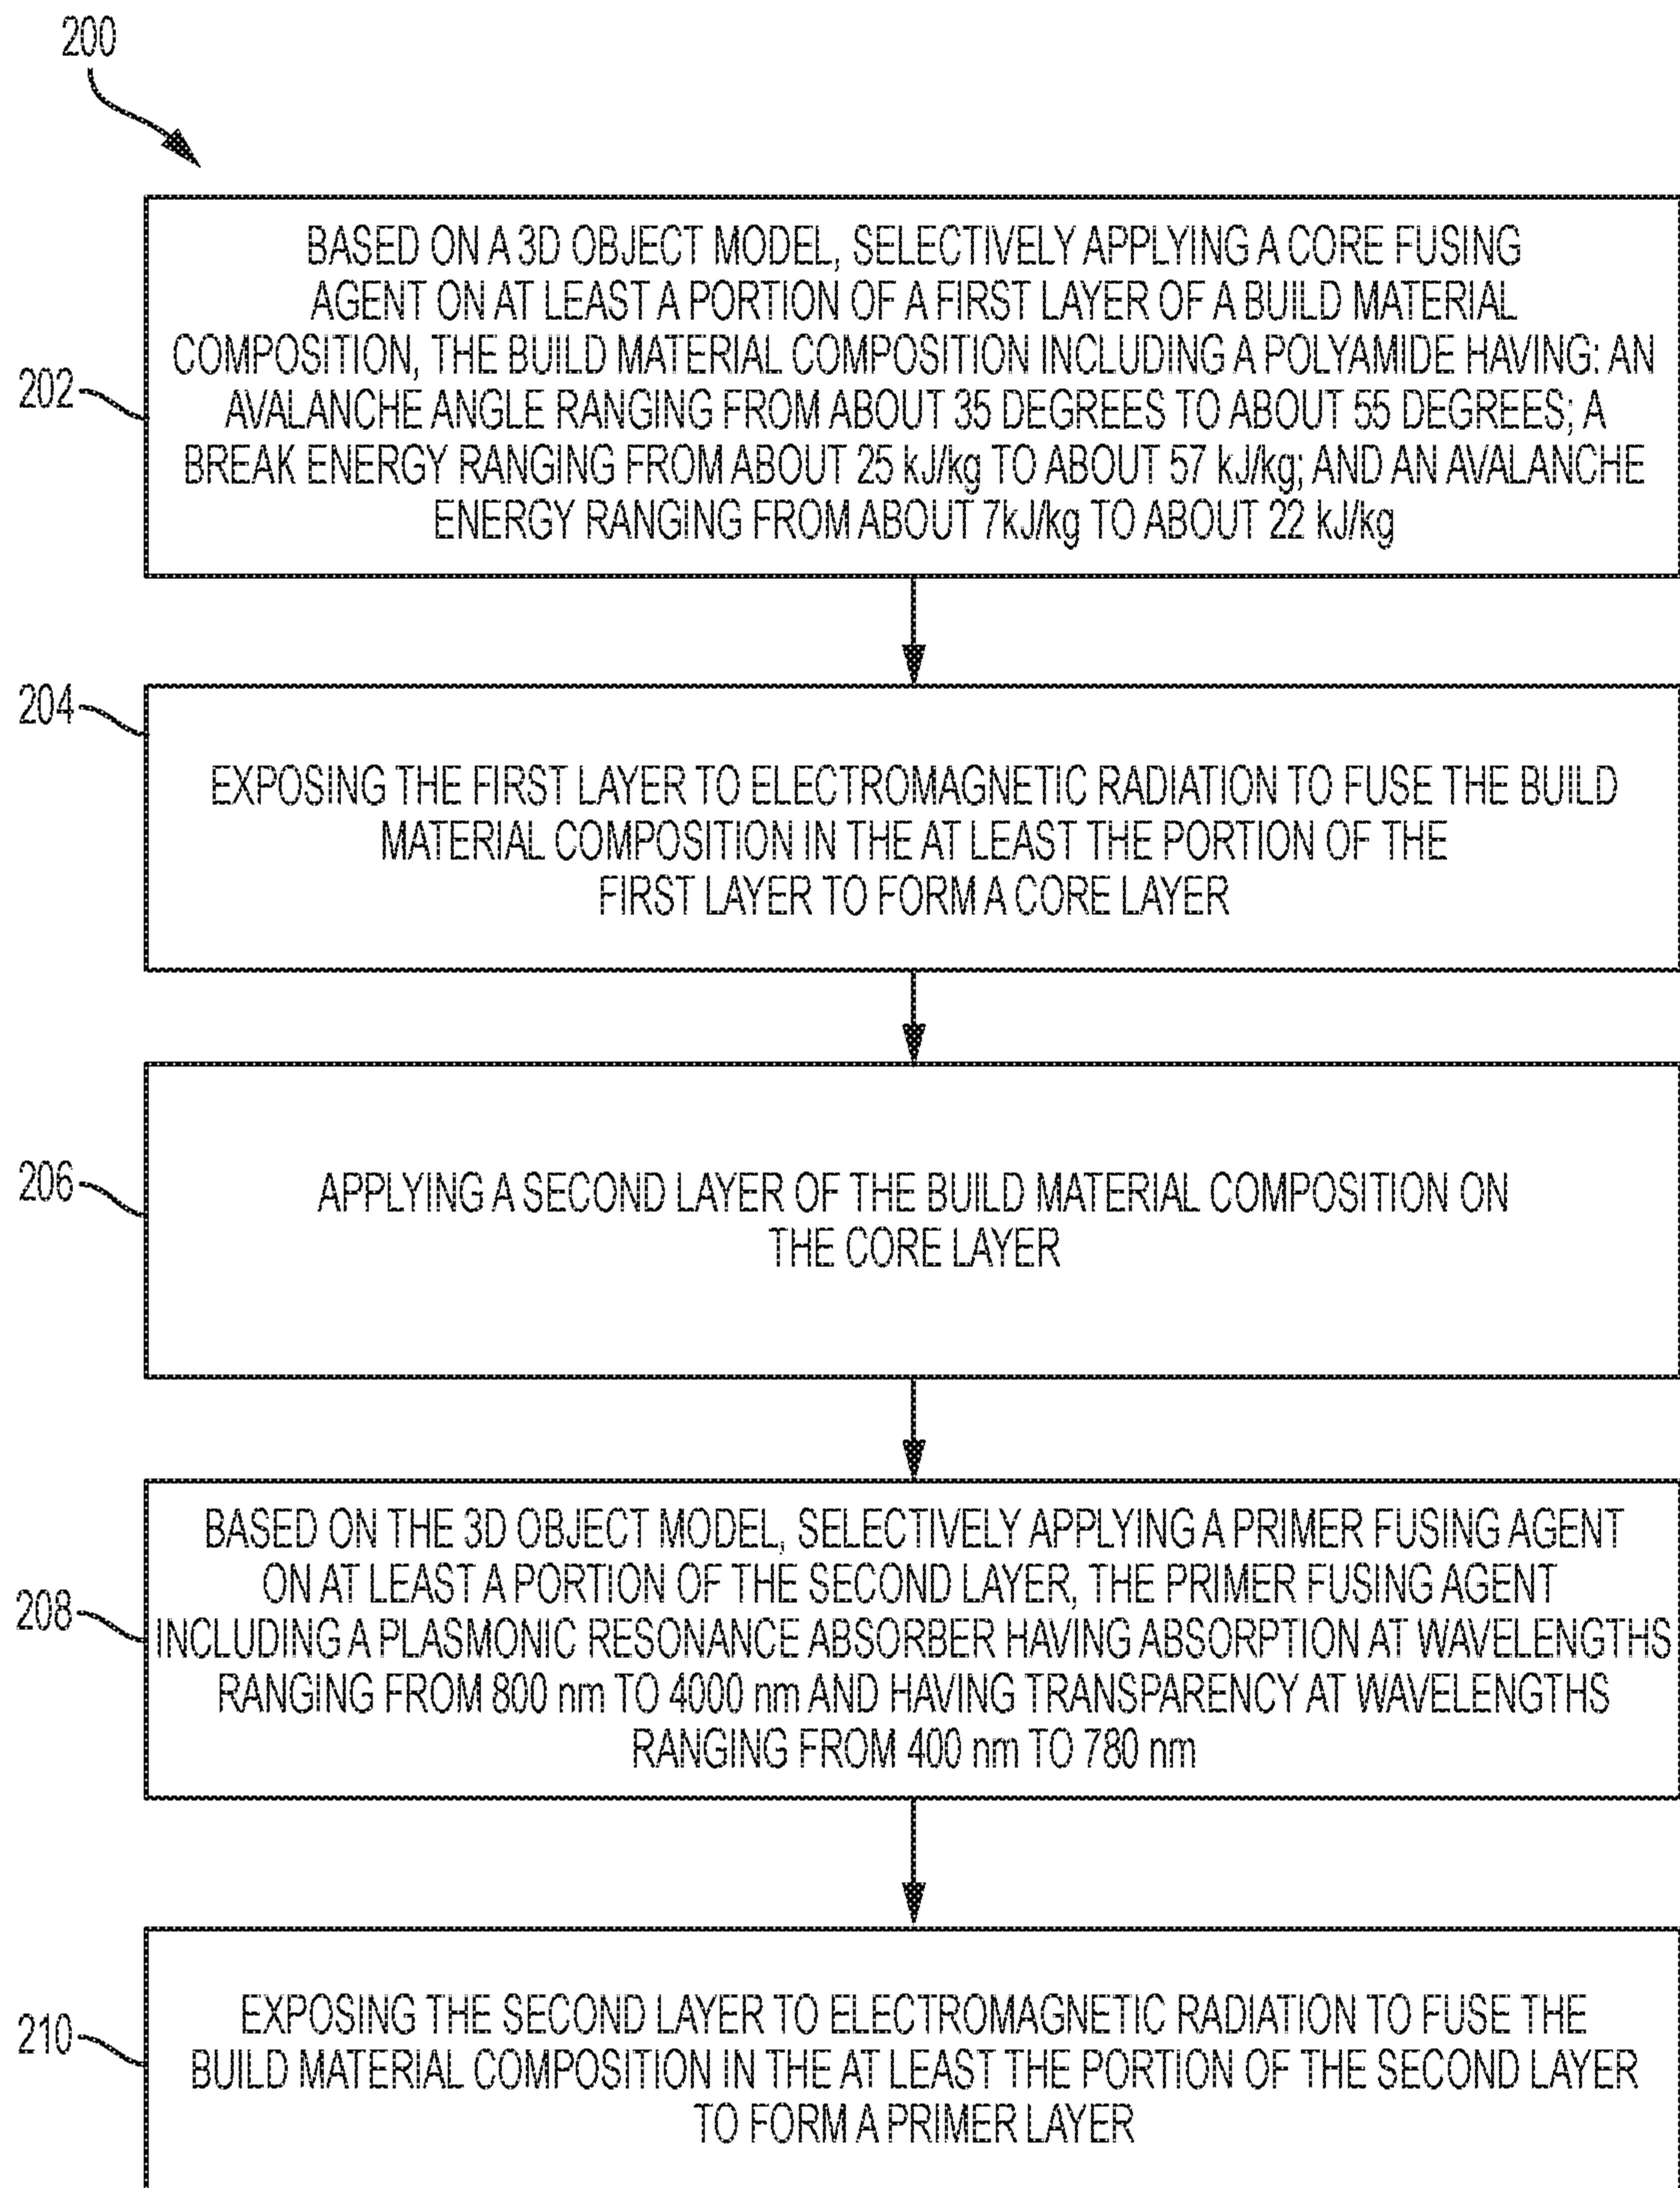 200
202
BASED ON A 3D OBJECT MODEL, SELECTIVELY APPLYING A CORE FUSING
AGENT ON AT LEAST A PORTION OF A FIRST LAYER OF A BUILD MATERIAL
COMPOSITION, THE BUILD MATERIAL COMPOSITION INCLUDING A POLYAMIDE HAVING: AN
AVALANCHE ANGLE RANGING FROM ABOUT 35 DEGREES TO ABOUT 55 DEGREES; A
BREAK ENERGY RANGING FROM ABOUT 25 kJ/kg TO ABOUT 57 kJ/kg; AND AN AVALANCHE
ENERGY RANGING FROM ABOUT 7kJ/kg TO ABOUT 22 kJ/kg
204
EXPOSING THE FIRST LAYER TO ELECTROMAGNETIC RADIATION TO FUSE THE BUILD
MATERIAL COMPOSITION IN THE AT LEAST THE PORTION OF THE
FIRST LAYER TO FORM A CORE LAYER
206
APPLYING A SECOND LAYER OF THE BUILD MATERIAL COMPOSITION ON
THE CORE LAYER
208
BASED ON THE 3D OBJECT MODEL, SELECTIVELY APPLYING A PRIMER FUSING AGENT
ON AT LEAST A PORTION OF THE SECOND LAYER, THE PRIMER FUSING AGENT
INCLUDING A PLASMONIC RESONANCE ABSORBER HAVING ABSORPTION AT WAVELENGTHS
RANGING FROM 800 nm TO 4000 nm AND HAVING TRANSPARENCY AT WAVELENGTHS
RANGING FROM 400 nm TO 780 nm
210
EXPOSING THE SECOND LAYER TO ELECTROMAGNETIC RADIATION TO FUSE THE
BUILD MATERIAL COMPOSITION IN THE AT LEAST THE PORTION OF THE SECOND LAYER
TO FORM A PRIMER LAYER